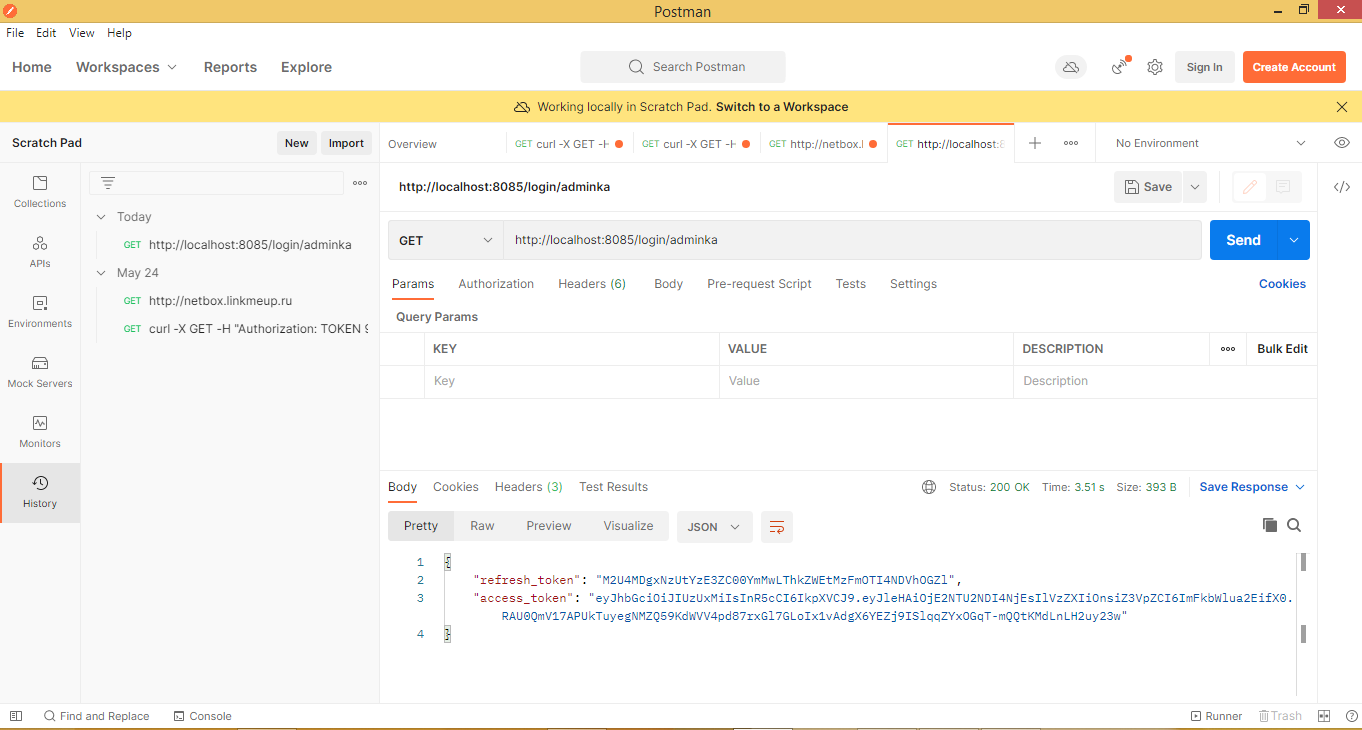 Postman
File Edit View Help
Home Workspaces Reports Explore Search Postman Sign In Create Account
Working locally in Scratch Pad. Switch to a Workspace
Scratch Pad New Import Overview GET curl -X GET -H GET curl -X GET -H GET http://netbox.l GET http://localhost:8 No Environment
http://localhost:8085/login/adminka Save
Collections
Today
GET http://localhost:8085/login/adminka
GET http://localhost:8085/login/adminka Send
APIs
May 24
Params Authorization Headers (6) Body Pre-request Script Tests Settings Cookies
GET http://netbox.linkmeup.ru
Environments
Query Params
GET curl -X GET -H "Authorization: TOKEN 9
KEY VALUE DESCRIPTION Bulk Edit
Mock Servers
Key Value Description
Monitors
History
Body Cookies Headers (3) Test Results Status: 200 OK Time: 3.51 s Size: 393 B Save Response
Pretty Raw Preview Visualize JSON
1 {
2 "refresh_token": "M2U4MDgxNzUtYzE3ZC00YmMwLThkZWEtMzFmOTI4NDVhOGZl",
3 "access_token": "eyJhbGciOiJIUzUxMiIsInR5cCI6IkpXVCJ9.eyJleHAiOjE2NTU2NDI4NjEsIlVzZXIiOnsiZ3VpZCI6ImFkbWlua2EifX0.
RAU0QmV17APUkTuyegNMZQ59KdWVV4pd87rxGl7GLoIx1vAdgX6YEZj9ISlqqZYxOGqT-mQQtKMdLnLH2uy23w"
4 }
Find and Replace Console Runner Trash